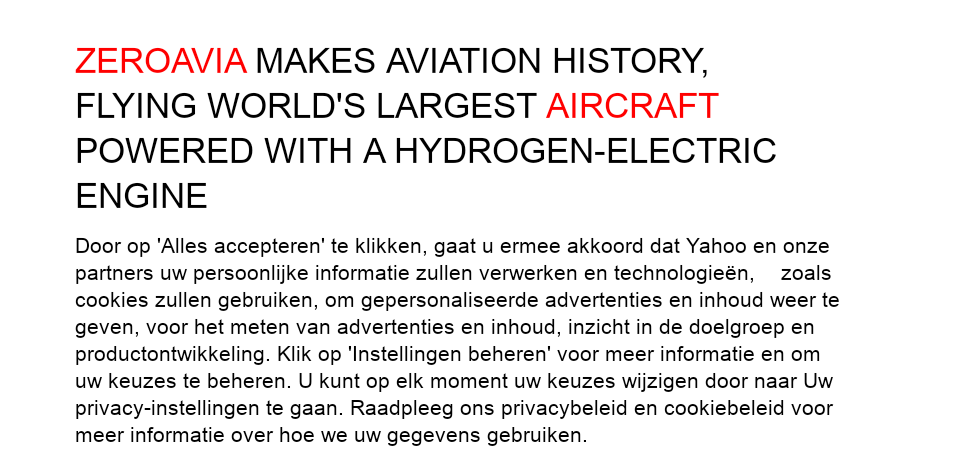 ZEROAVIA MAKES AVIATION HISTORY,
FLYING WORLD'S LARGEST AIRCRAFT
POWERED WITH A HYDROGEN-ELECTRIC
ENGINE
Door op 'Alles accepteren' te klikken, gaat u ermee akkoord dat Yahoo en onze
partners uw persoonlijke informatie zullen verwerken en technologieën, zoals
cookies zullen gebruiken, om gepersonaliseerde advertenties en inhoud weer te
geven, voor het meten van advertenties en inhoud, inzicht in de doelgroep en
productontwikkeling. Klik op 'Instellingen beheren' voor meer informatie en om
uw keuzes te beheren. U kunt op elk moment uw keuzes wijzigen door naar Uw
privacy-instellingen te gaan. Raadpleeg ons privacybeleid en cookiebeleid voor
meer informatie over hoe we uw gegevens gebruiken.